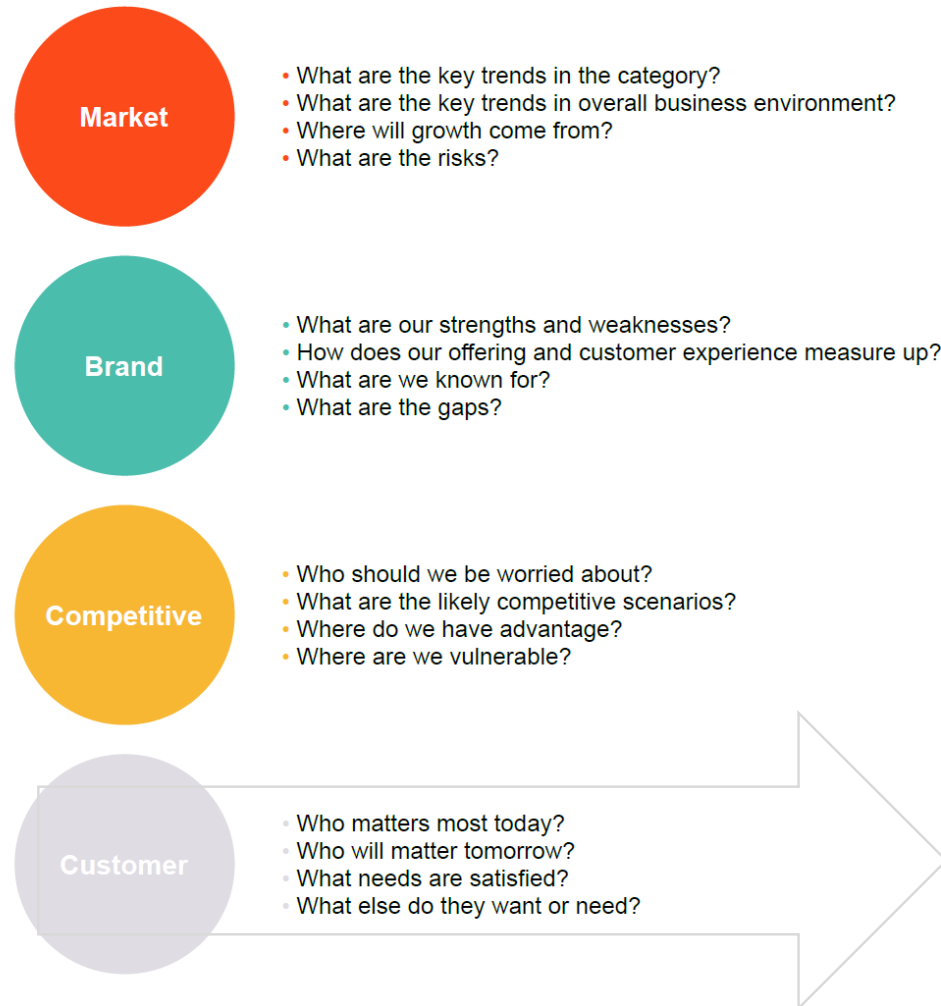 Market
• What are the key trends in the category?
• What are the key trends in overall business environment?
• Where will growth come from?
• What are the risks?
Brand
• What are our strengths and weaknesses?
• How does our offering and customer experience measure up?
• What are we known for?
• What are the gaps?
Competitive
• Who should we be worried about?
• What are the likely competitive scenarios?
• Where do we have advantage?
• Where are we vulnerable?
Customer
• Who matters most today?
• Who will matter tomorrow?
• What needs are satisfied?
• What else do they want or need?